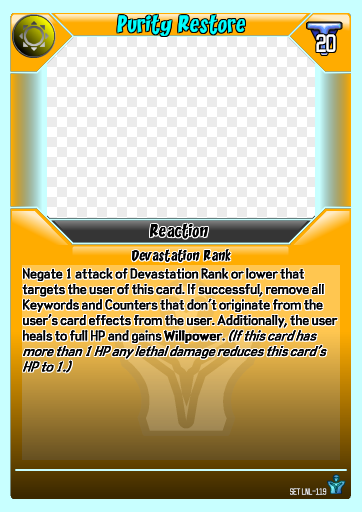 Purity Restore
20
Reaction
Devastation Rank
Negate 1 attack of Devastation Rank or lower that
targets the user of this card. If successful, remove all
Keywords and Counters that don't originate from the
user's card effects from the user. Additionally, the user
heals to full HP and gains Willpower. (If this card has
more than 1 HP any lethal damage reduces this card's
HP to 1.)
SET LNL-119